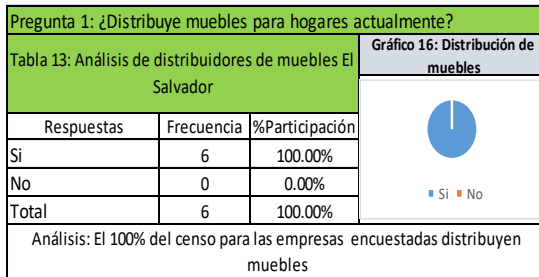 Pregunta 1: ¿Distribuye muebles para hogares actualmente?
Tabla 13: Análisis de distribuidores de muebles El
Salvador
Gráfico 16: Distribución de
muebles
Respuestas Frecuencia %Participación
Si 6 100.00%
No 0 0.00%
Total 6 100.00%
Si No
Análisis: El 100% del censo para las empresas encuestadas distribuyen
muebles